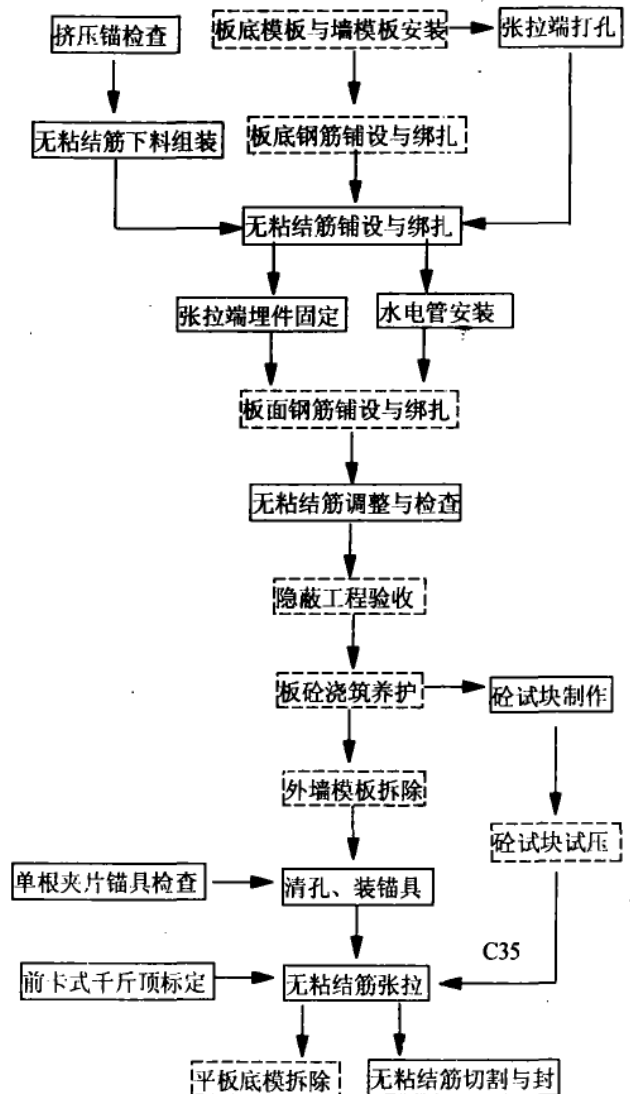 挤压锚检查
板底模板与墙模板安装
张拉端打孔
无粘结筋下料组装
板底钢筋铺设与绑扎
无粘结筋铺设与绑扎
张拉端埋件固定
水电管安装
板面钢筋铺设与绑扎
无粘结筋调整与检查
隐蔽工程验收
板砼浇筑养护
砼试块制作
外墙模板拆除
砼试块试压
单根夹片锚具检查
清孔、装锚具
C35
前卡式千斤顶标定
无粘结筋张拉
平板底模拆除
无粘结筋切割与封